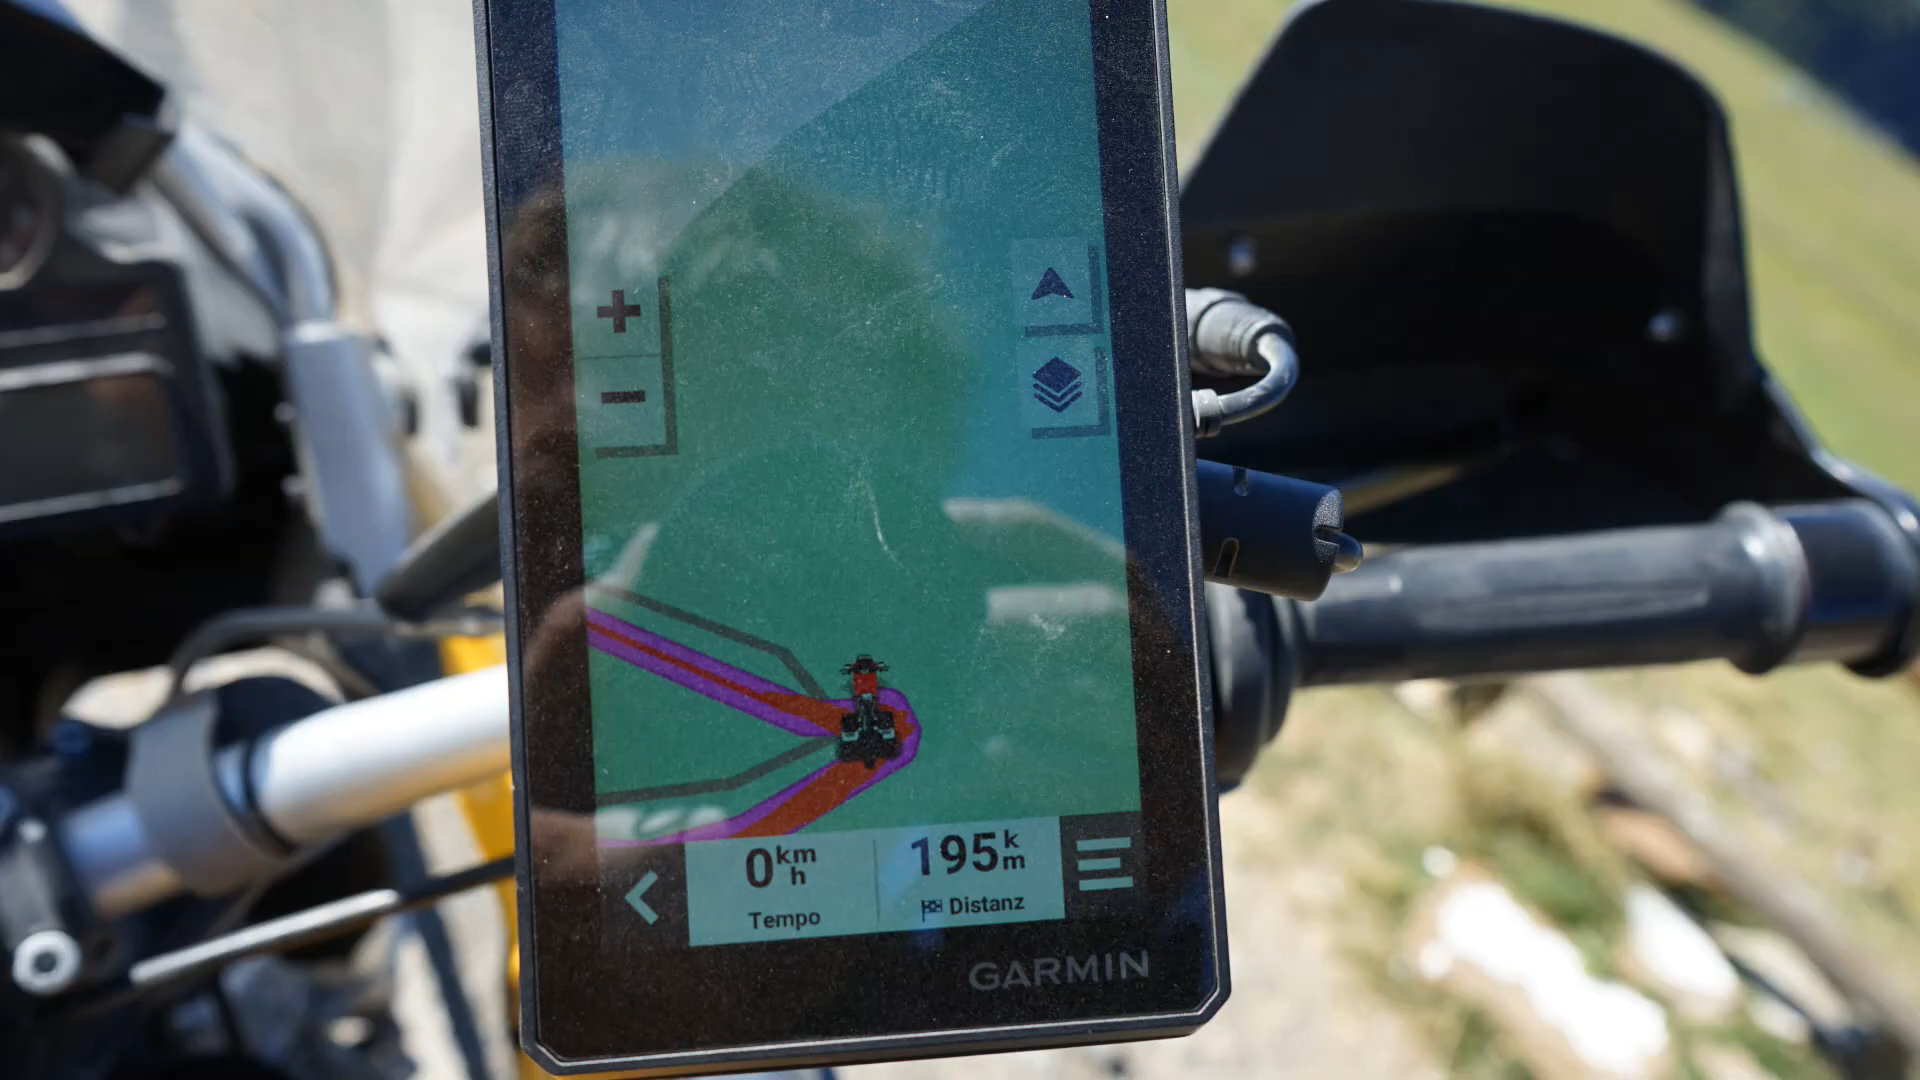 0 km h
Tempo
195 km
Distanz
GARMIN